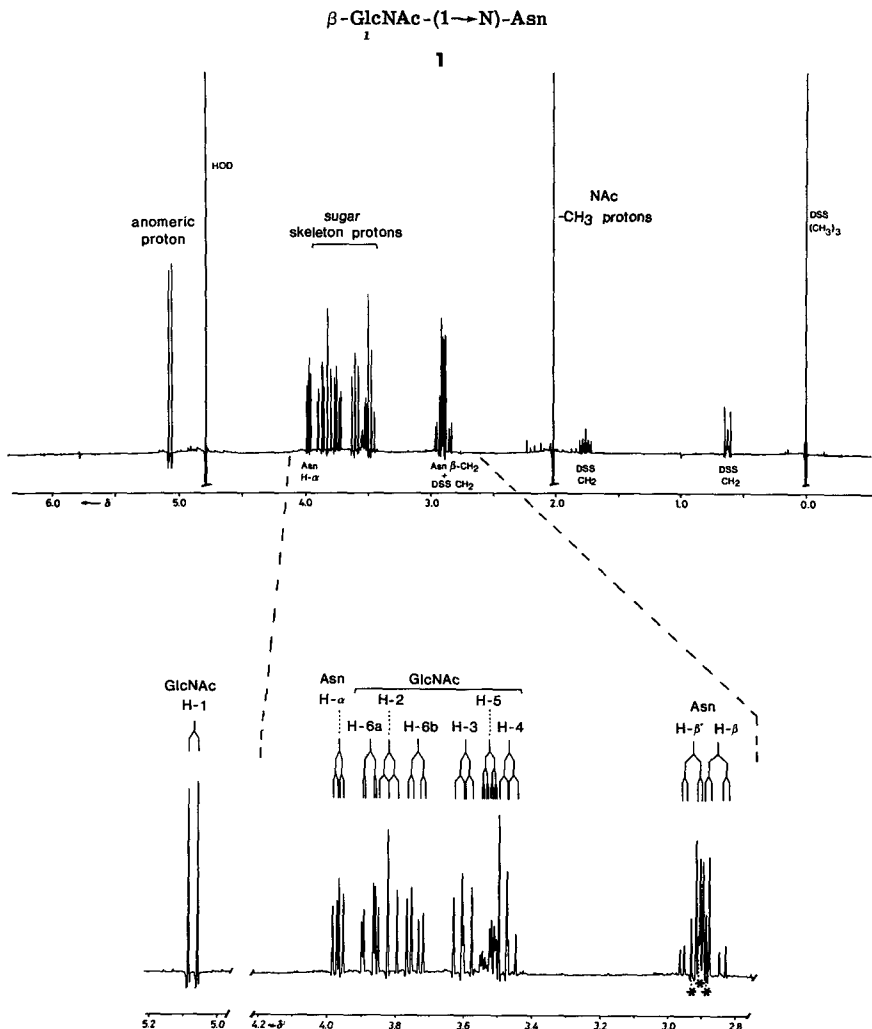 β-GlcNAc-(1→N)-Asn
1
1
HOD
anomeric
proton
sugar
skeleton protons
NAc
-CH3 protons
DSS
(CH3)3
Asn
H-α
Asn β-CH2
+
DSS CH2
DSS
CH2
DSS
CH2
6.0 ←δ 5.0 4.0 3.0 2.0 1.0 0.0
GlcNAc
H-1
Asn
H-α
GlcNAc
H-2
H-5
H-6a
H-6b
H-3
H-4
Asn
H-β'
H-β
* * *
5.2 5.0 4.2 ←δ 4.0 3.8 3.6 3.4 3.2 3.0 2.8